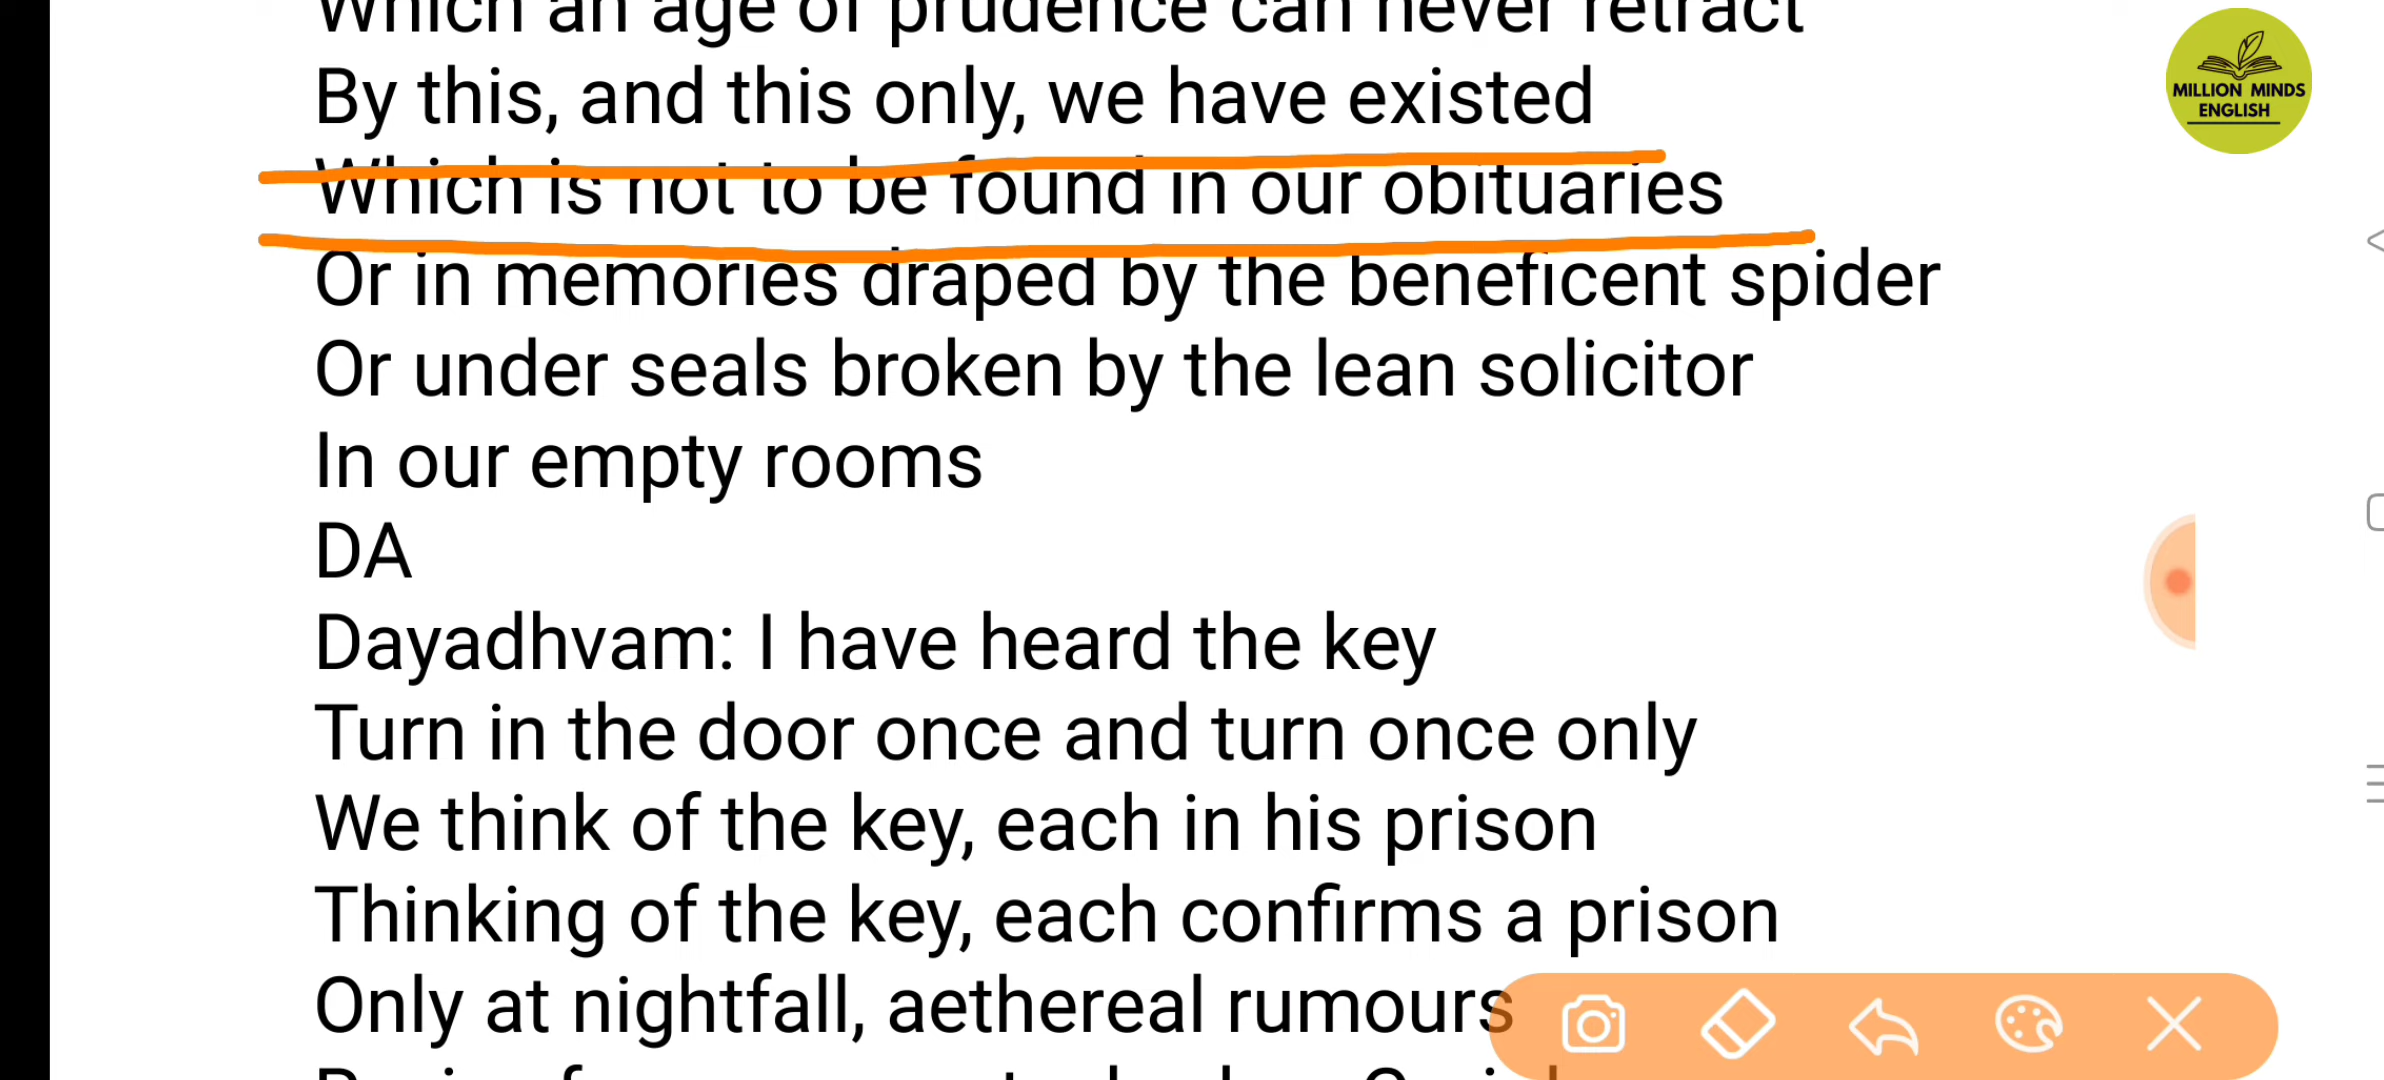 Which an age of prudence can never retract
By this, and this only, we have existed
Which is not to be found in our obituaries
Or in memories draped by the beneficent spider
Or under seals broken by the lean solicitor
In our empty rooms
DA
Dayadhvam: I have heard the key
Turn in the door once and turn once only
We think of the key, each in his prison
Thinking of the key, each confirms a prison
Only at nightfall, aethereal rumours
MILLION MINDS
ENGLISH